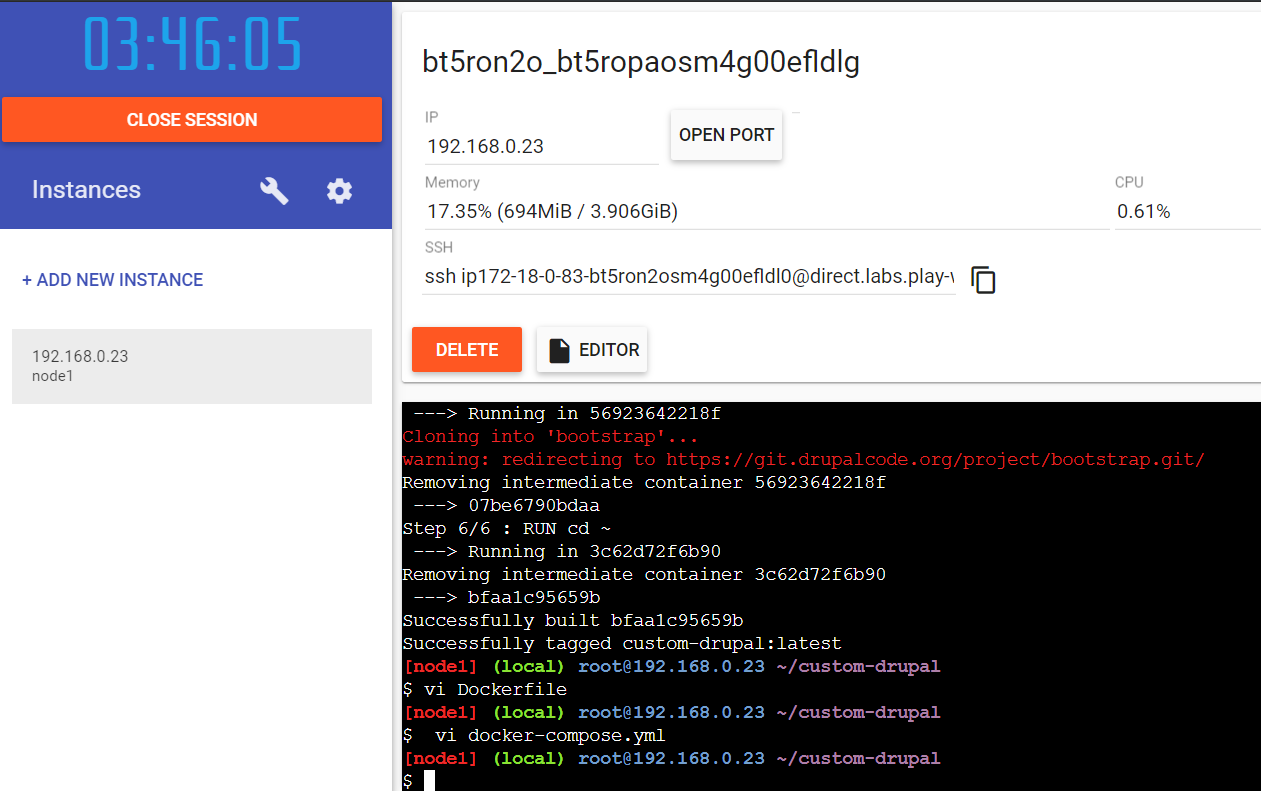 03:46:05
CLOSE SESSION
Instances
+ ADD NEW INSTANCE
192.168.0.23
node1
bt5ron2o_bt5ropaosm4g00efldlg
IP
192.168.0.23
OPEN PORT
Memory
17.35% (694MiB / 3.906GiB)
CPU
0.61%
SSH
ssh ip172-18-0-83-bt5ron2osm4g00efldl0@direct.labs.play-
DELETE
EDITOR
---> Running in 56923642218f
Cloning into 'bootstrap'...
warning: redirecting to https://git.drupalcode.org/project/bootstrap.git/
Removing intermediate container 56923642218f
---> 07be6790bdaa
Step 6/6 : RUN cd ~
---> Running in 3c62d72f6b90
Removing intermediate container 3c62d72f6b90
---> bfaa1c95659b
Successfully built bfaa1c95659b
Successfully tagged custom-drupal:latest
[node1] (local) root@192.168.0.23 ~/custom-drupal
$ vi Dockerfile
[node1] (local) root@192.168.0.23 ~/custom-drupal
$  vi docker-compose.yml
[node1] (local) root@192.168.0.23 ~/custom-drupal
$